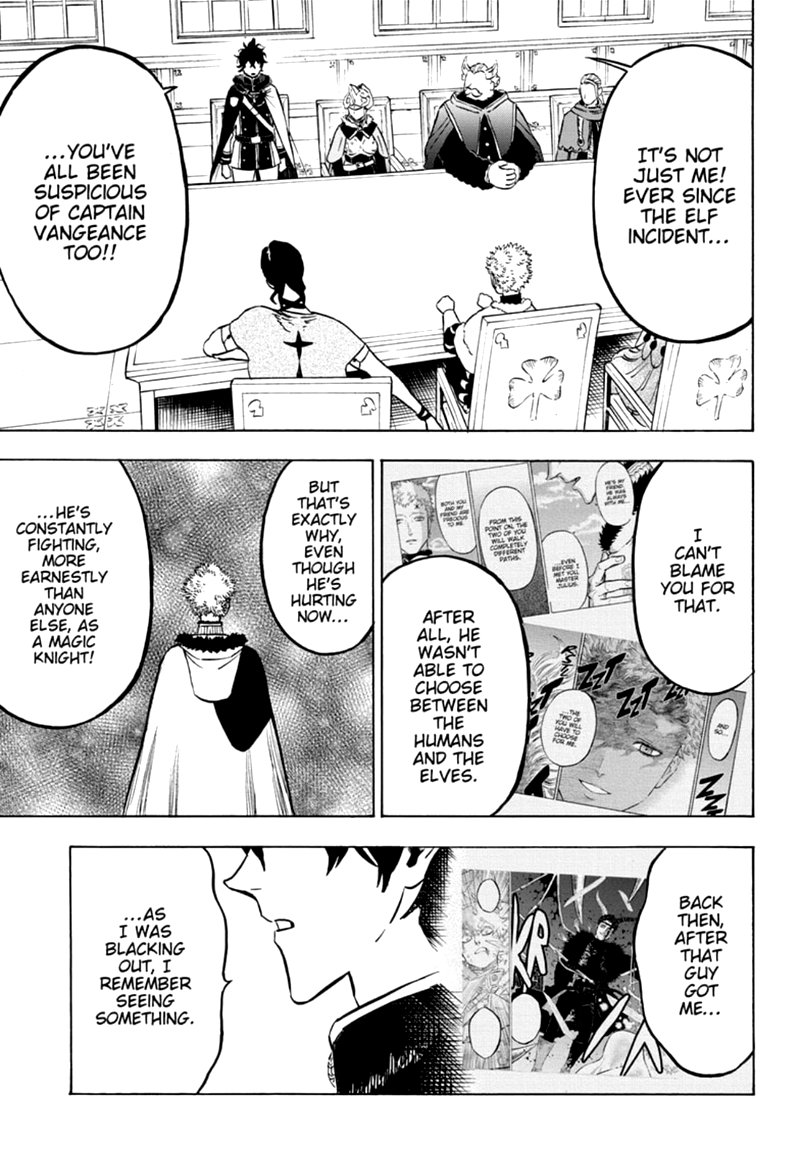 IT'S NOT
JUST ME!
EVER SINCE
THE ELF
INCIDENT...
...YOU'VE
ALL BEEN
SUSPICIOUS
OF CAPTAIN
VANGEANCE
TOO!!
I
CAN'T
BLAME
YOU FOR
THAT.
HE'S MY
FRIEND. HE
WAS ALWAYS
WITH ME...
...EVEN
BEFORE I
MET YOU,
MASTER
JULIUS.
FROM THIS
POINT ON, THE
TWO OF YOU
WILL WALK
COMPLETELY
DIFFERENT
PATHS.
BOTH YOU
AND MY
FRIEND ARE
PRECIOUS
TO ME.
AND
SO...
...THE
TWO OF
YOU WILL
HAVE TO
CHOOSE
FOR ME.
BZZT
ZZT
ZZT
AFTER
ALL, HE
WASN'T
ABLE TO
CHOOSE
BETWEEN
THE
HUMANS
AND THE
ELVES.
BUT
THAT'S
EXACTLY
WHY,
EVEN
THOUGH
HE'S
HURTING
NOW...
...HE'S
CONSTANTLY
FIGHTING,
MORE
EARNESTLY
THAN
ANYONE
ELSE, AS
A MAGIC
KNIGHT!
BACK
THEN,
AFTER
THAT
GUY
GOT
ME...
KR
...AS
I WAS
BLACKING
OUT, I
REMEMBER
SEEING
SOMETHING.